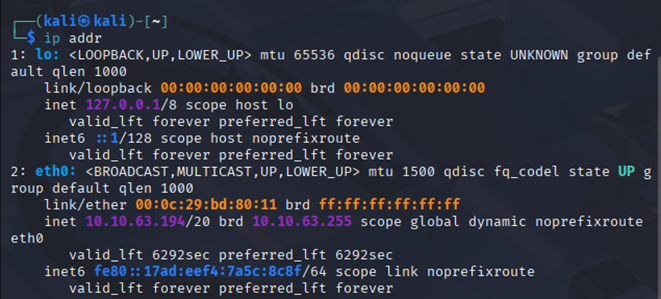 ┌──(kali㉿kali)-[~]
└─$ ip addr
1: lo: <LOOPBACK,UP,LOWER_UP> mtu 65536 qdisc noqueue state UNKNOWN group def
ault qlen 1000
    link/loopback 00:00:00:00:00:00 brd 00:00:00:00:00:00
    inet 127.0.0.1/8 scope host lo
       valid_lft forever preferred_lft forever
    inet6 ::1/128 scope host noprefixroute
       valid_lft forever preferred_lft forever
2: eth0: <BROADCAST,MULTICAST,UP,LOWER_UP> mtu 1500 qdisc fq_codel state UP g
roup default qlen 1000
    link/ether 00:0c:29:bd:80:11 brd ff:ff:ff:ff:ff:ff
    inet 10.10.63.194/20 brd 10.10.63.255 scope global dynamic noprefixroute
eth0
       valid_lft 6292sec preferred_lft 6292sec
    inet6 fe80::17ad:eef4:7a5c:8c8f/64 scope link noprefixroute
       valid_lft forever preferred_lft forever